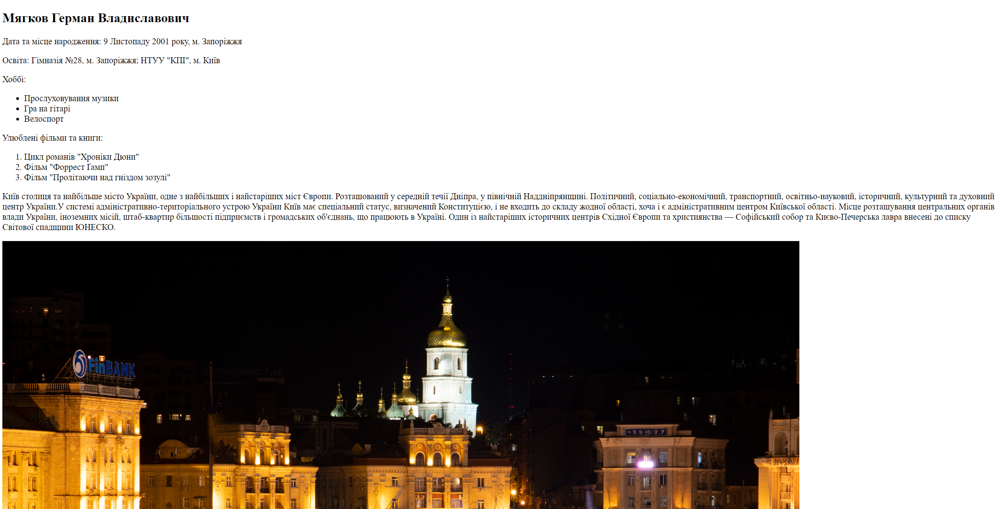 Мягков Герман Владиславович
Дата та місце народження: 9 Листопаду 2001 року, м. Запоріжжя
Освіта: Гімназія №28, м. Запоріжжя; НТУУ "КПІ", м. Київ
Хоббі:
• Прослуховування музики
• Гра на гітарі
• Велоспорт
Улюблені фільми та книги:
1. Цикл романів "Хроніки Дюни"
2. Фільм "Форрест Ґамп"
3. Фільм "Пролітаючи над гніздом зозулі"
Київ столиця та найбільше місто України, одне з найбільших і найстаріших міст Європи. Розташований у середній течії Дніпра, у північній Наддніпрянщині. Політичний, соціально-економічний, транспортний, освітньо-науковий, історичний, культурний та духовний
центр України.У системі адміністративно-територіального устрою України Київ має спеціальний статус, визначений Конституцією, і не входить до складу жодної області, хоча і є адміністративним центром Київської області. Місце розташування центральних органів
влади України, іноземних місій, штаб-квартир більшості підприємств і громадських об'єднань, що працюють в Україні. Один із найстаріших історичних центрів Східної Європи та християнства — Софійський собор та Києво-Печерська лавра внесені до списку
Світової спадщини ЮНЕСКО.
FinBANK
1927